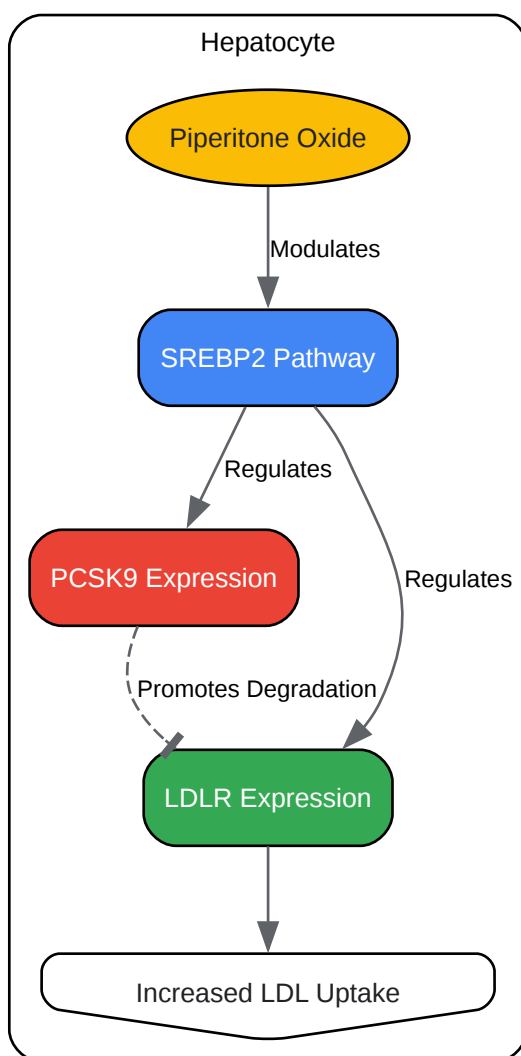 Hepatocyte
Piperitone Oxide
Modulates
SREBP2 Pathway
Regulates
PCSK9 Expression
Regulates
Promotes Degradation
LDLR Expression
Increased LDL Uptake